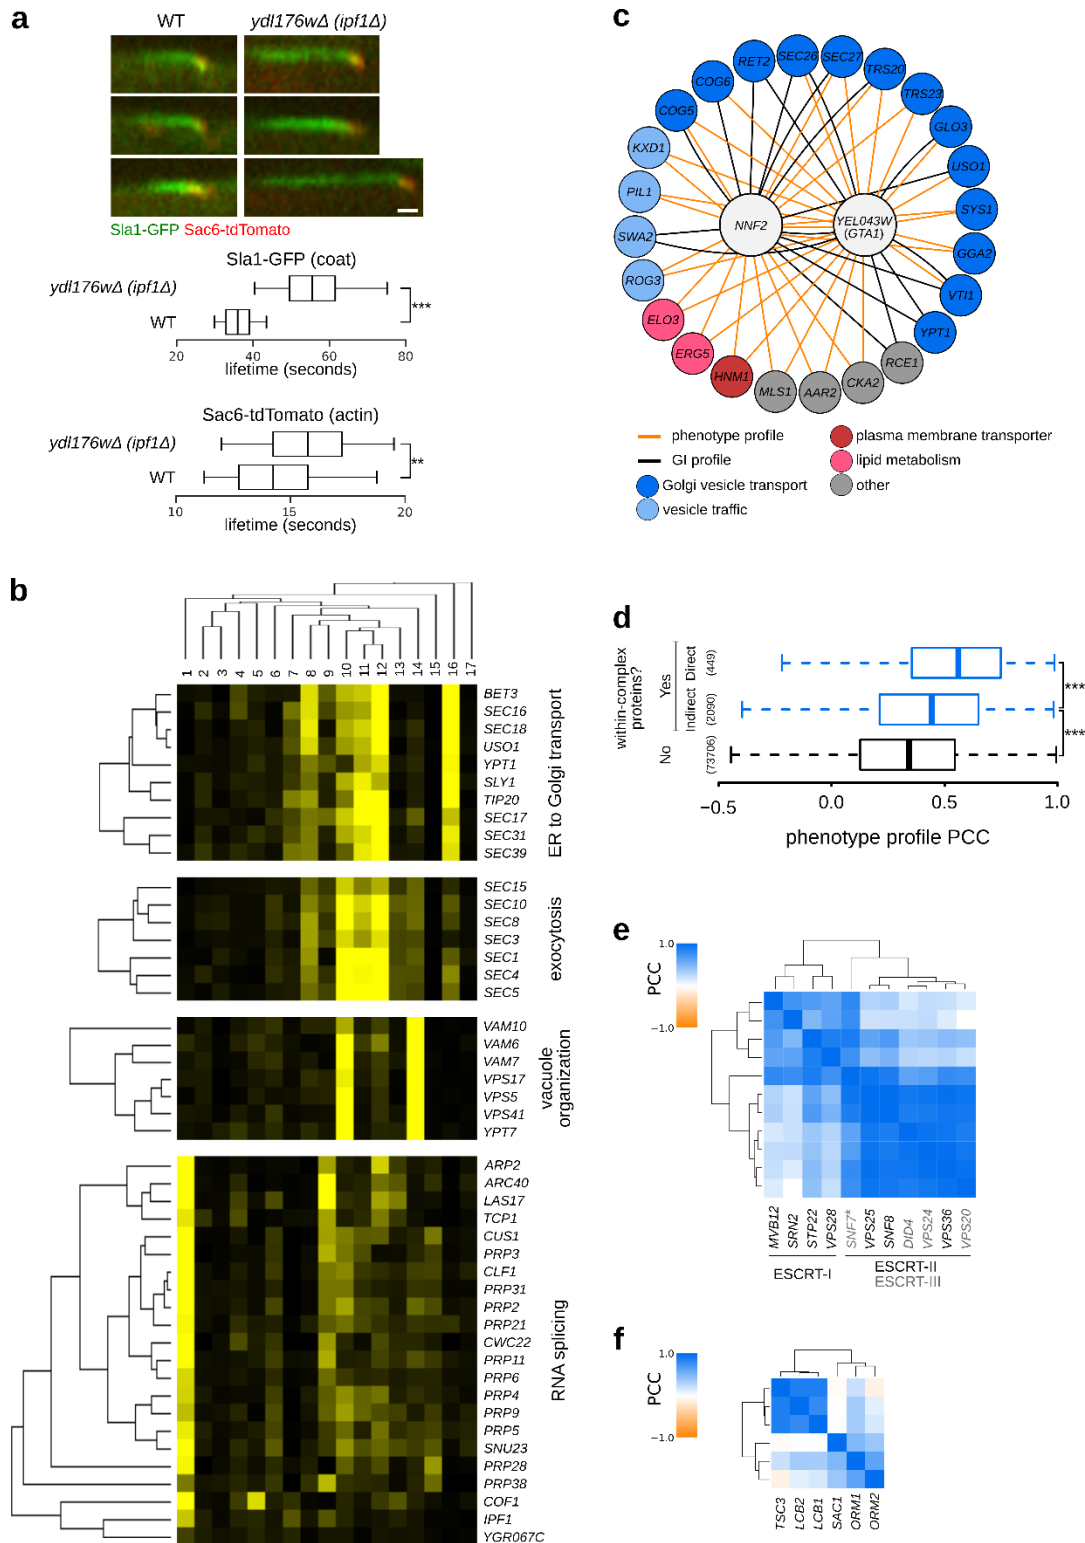 a
WT
ydl176wΔ (ipf1Δ)
Sla1-GFP Sac6-tdTomato
Sla1-GFP (coat)
ydl176wΔ (ipf1Δ)
WT
***
20 40 60 80
lifetime (seconds)
Sac6-tdTomato (actin)
ydl176wΔ (ipf1Δ)
WT
**
10 15 20
lifetime (seconds)
b
1 2 3 4 5 6 7 8 9 10 11 12 13 14 15 16 17
BET3
SEC16
SEC18
USO1
YPT1
SLY1
TIP20
SEC17
SEC31
SEC39
ER to Golgi transport
SEC15
SEC10
SEC8
SEC3
SEC1
SEC4
SEC5
exocytosis
VAM10
VAM6
VAM7
VPS17
VPS5
VPS41
YPT7
vacuole
organization
ARP2
ARC40
LAS17
TCP1
CUS1
PRP3
CLF1
PRP31
PRP2
PRP21
CWC22
PRP11
PRP6
PRP4
PRP9
PRP5
SNU23
PRP28
PRP38
COF1
IPF1
YGR067C
RNA splicing
c
NNF2
YEL043W
(GTA1)
COG5
COG6
RET2
SEC26
SEC27
TRS20
TRS23
GLO3
USO1
SYS1
GGA2
VTI1
YPT1
RCE1
CKA2
AAR2
MLS1
HNM1
ERG5
ELO3
ROG3
SWA2
PIL1
KXD1
phenotype profile
GI profile
Golgi vesicle transport
vesicle traffic
plasma membrane transporter
lipid metabolism
other
d
within-complex
proteins?
Yes
No
Direct
Indirect
(449)
(2090)
(73706)
***
***
−0.5 0.0 0.5 1.0
phenotype profile PCC
e
1.0
PCC
−1.0
MVB12
SRN2
STP22
VPS28
SNF7*
VPS25
SNF8
DID4
VPS24
VPS36
VPS20
ESCRT-I
ESCRT-II
ESCRT-III
f
1.0
PCC
−1.0
TSC3
LCB2
LCB1
SAC1
ORM1
ORM2